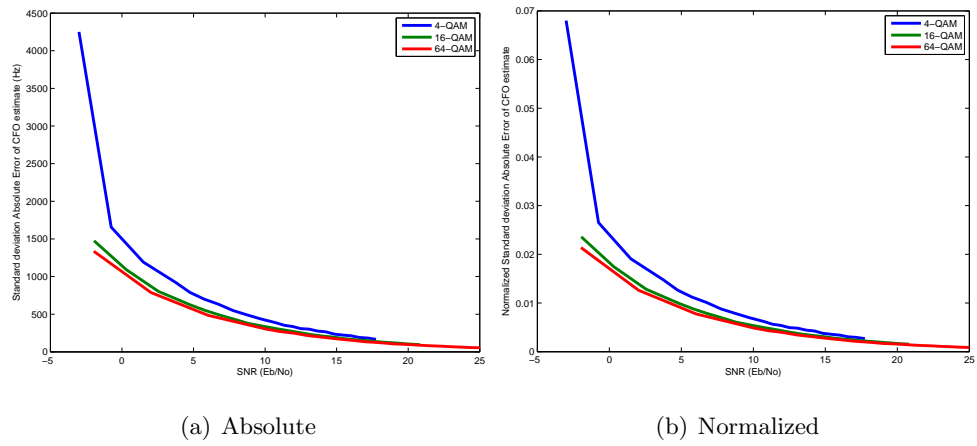 4500
4000
3500
3000
2500
2000
1500
1000
500
0
Standard deviation Absolute Error of CFO estimate (Hz)
−5 0 5 10 15 20 25
SNR (Eb/No)
4−QAM
16−QAM
64−QAM
(a) Absolute
0.07
0.06
0.05
0.04
0.03
0.02
0.01
0
Normalized Standard deviation Absolute Error of CFO estimate
−5 0 5 10 15 20 25
SNR (Eb/No)
4−QAM
16−QAM
64−QAM
(b) Normalized